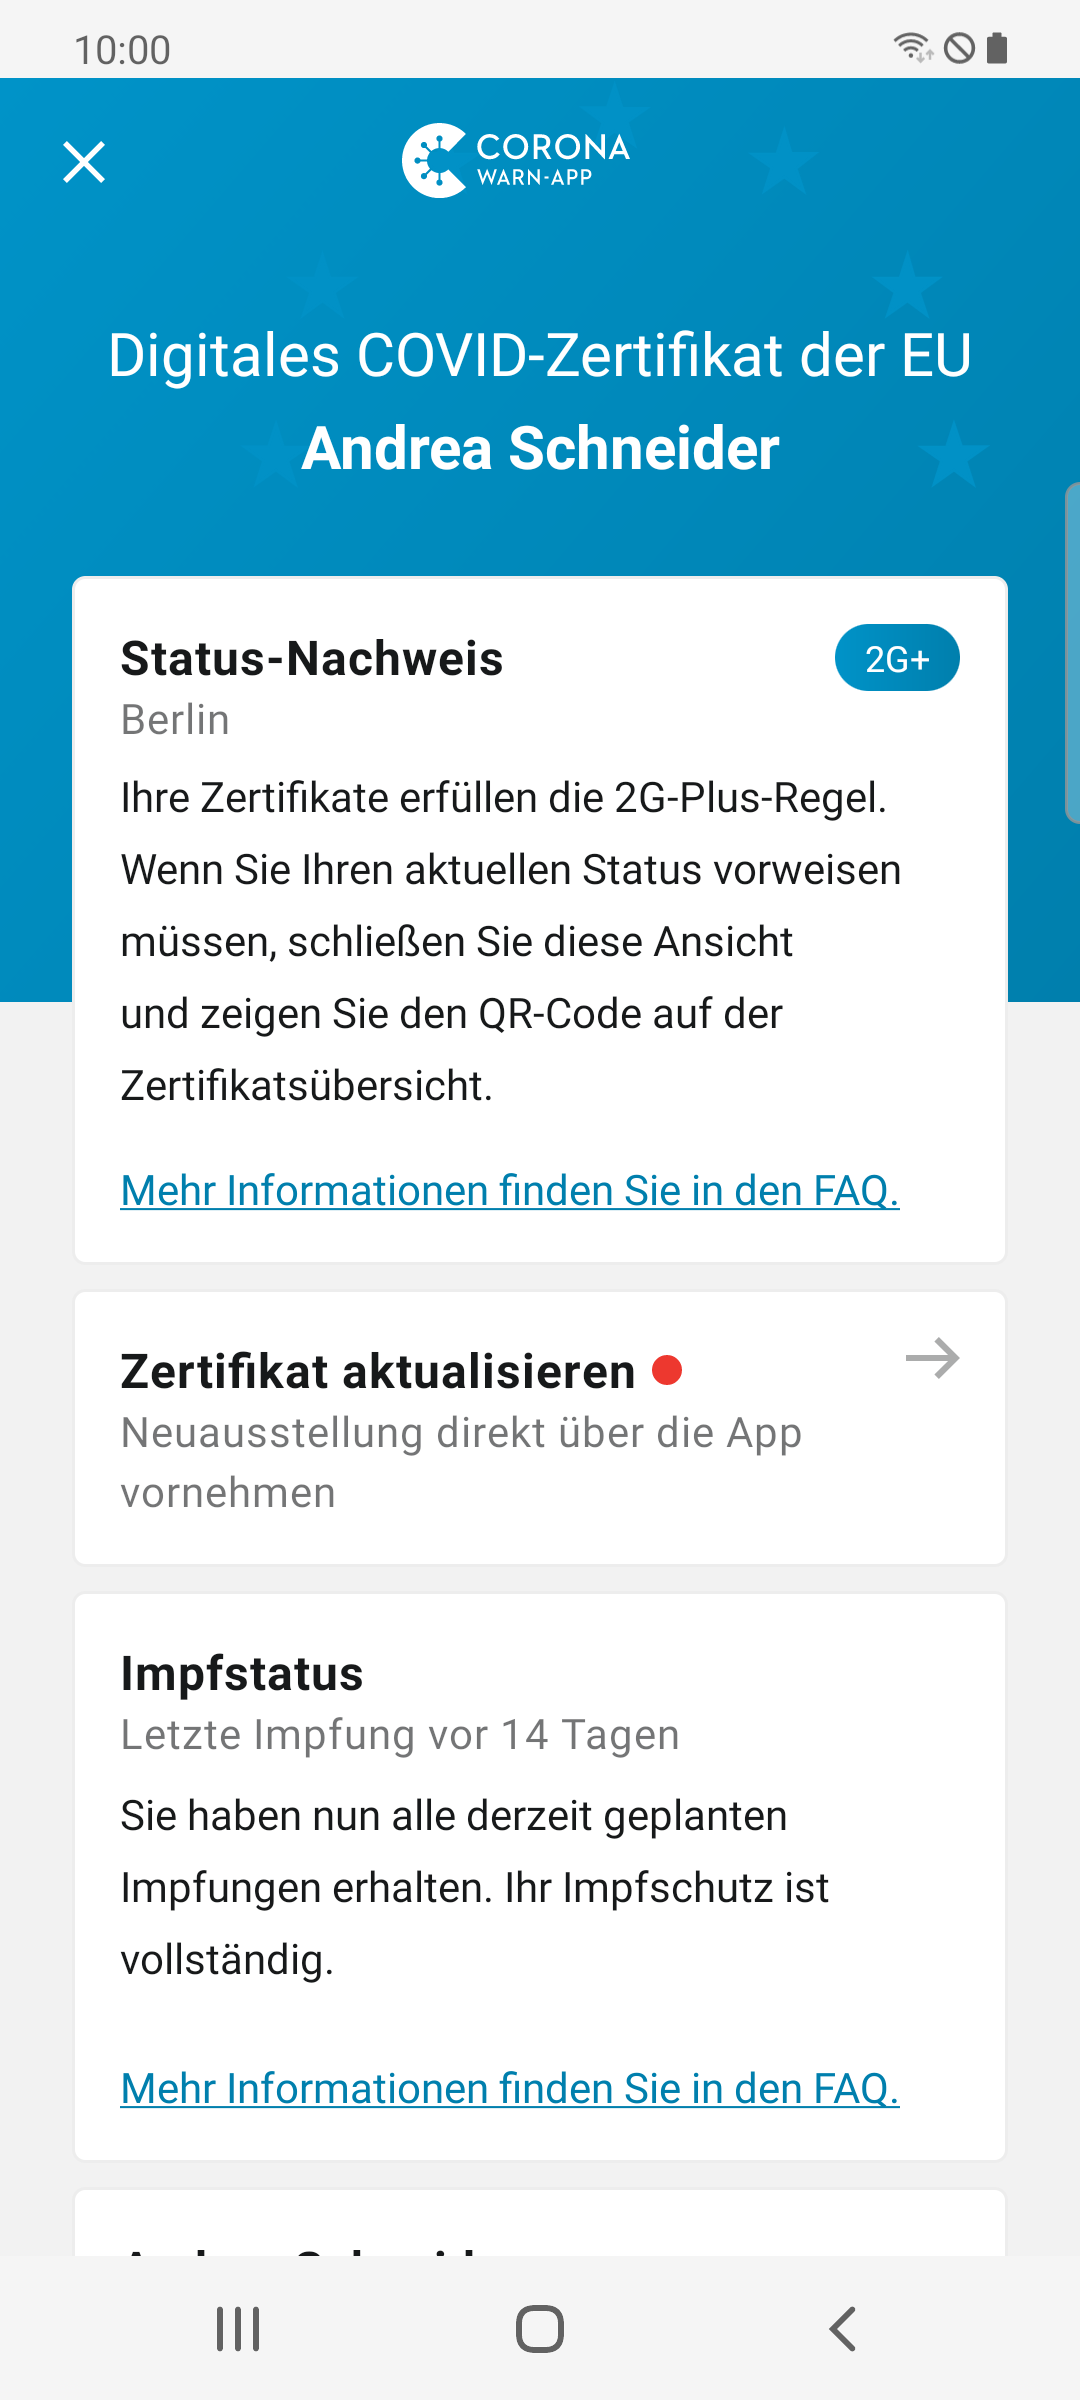 10:00
CORONA
WARN-APP
Digitales COVID-Zertifikat der EU
Andrea Schneider
Status-Nachweis
2G+
Berlin
Ihre Zertifikate erfüllen die 2G-Plus-Regel.
Wenn Sie Ihren aktuellen Status vorweisen
müssen, schließen Sie diese Ansicht
und zeigen Sie den QR-Code auf der
Zertifikatsübersicht.
Mehr Informationen finden Sie in den FAQ.
Zertifikat aktualisieren
Neuausstellung direkt über die App
vornehmen
Impfstatus
Letzte Impfung vor 14 Tagen
Sie haben nun alle derzeit geplanten
Impfungen erhalten. Ihr Impfschutz ist
vollständig.
Mehr Informationen finden Sie in den FAQ.